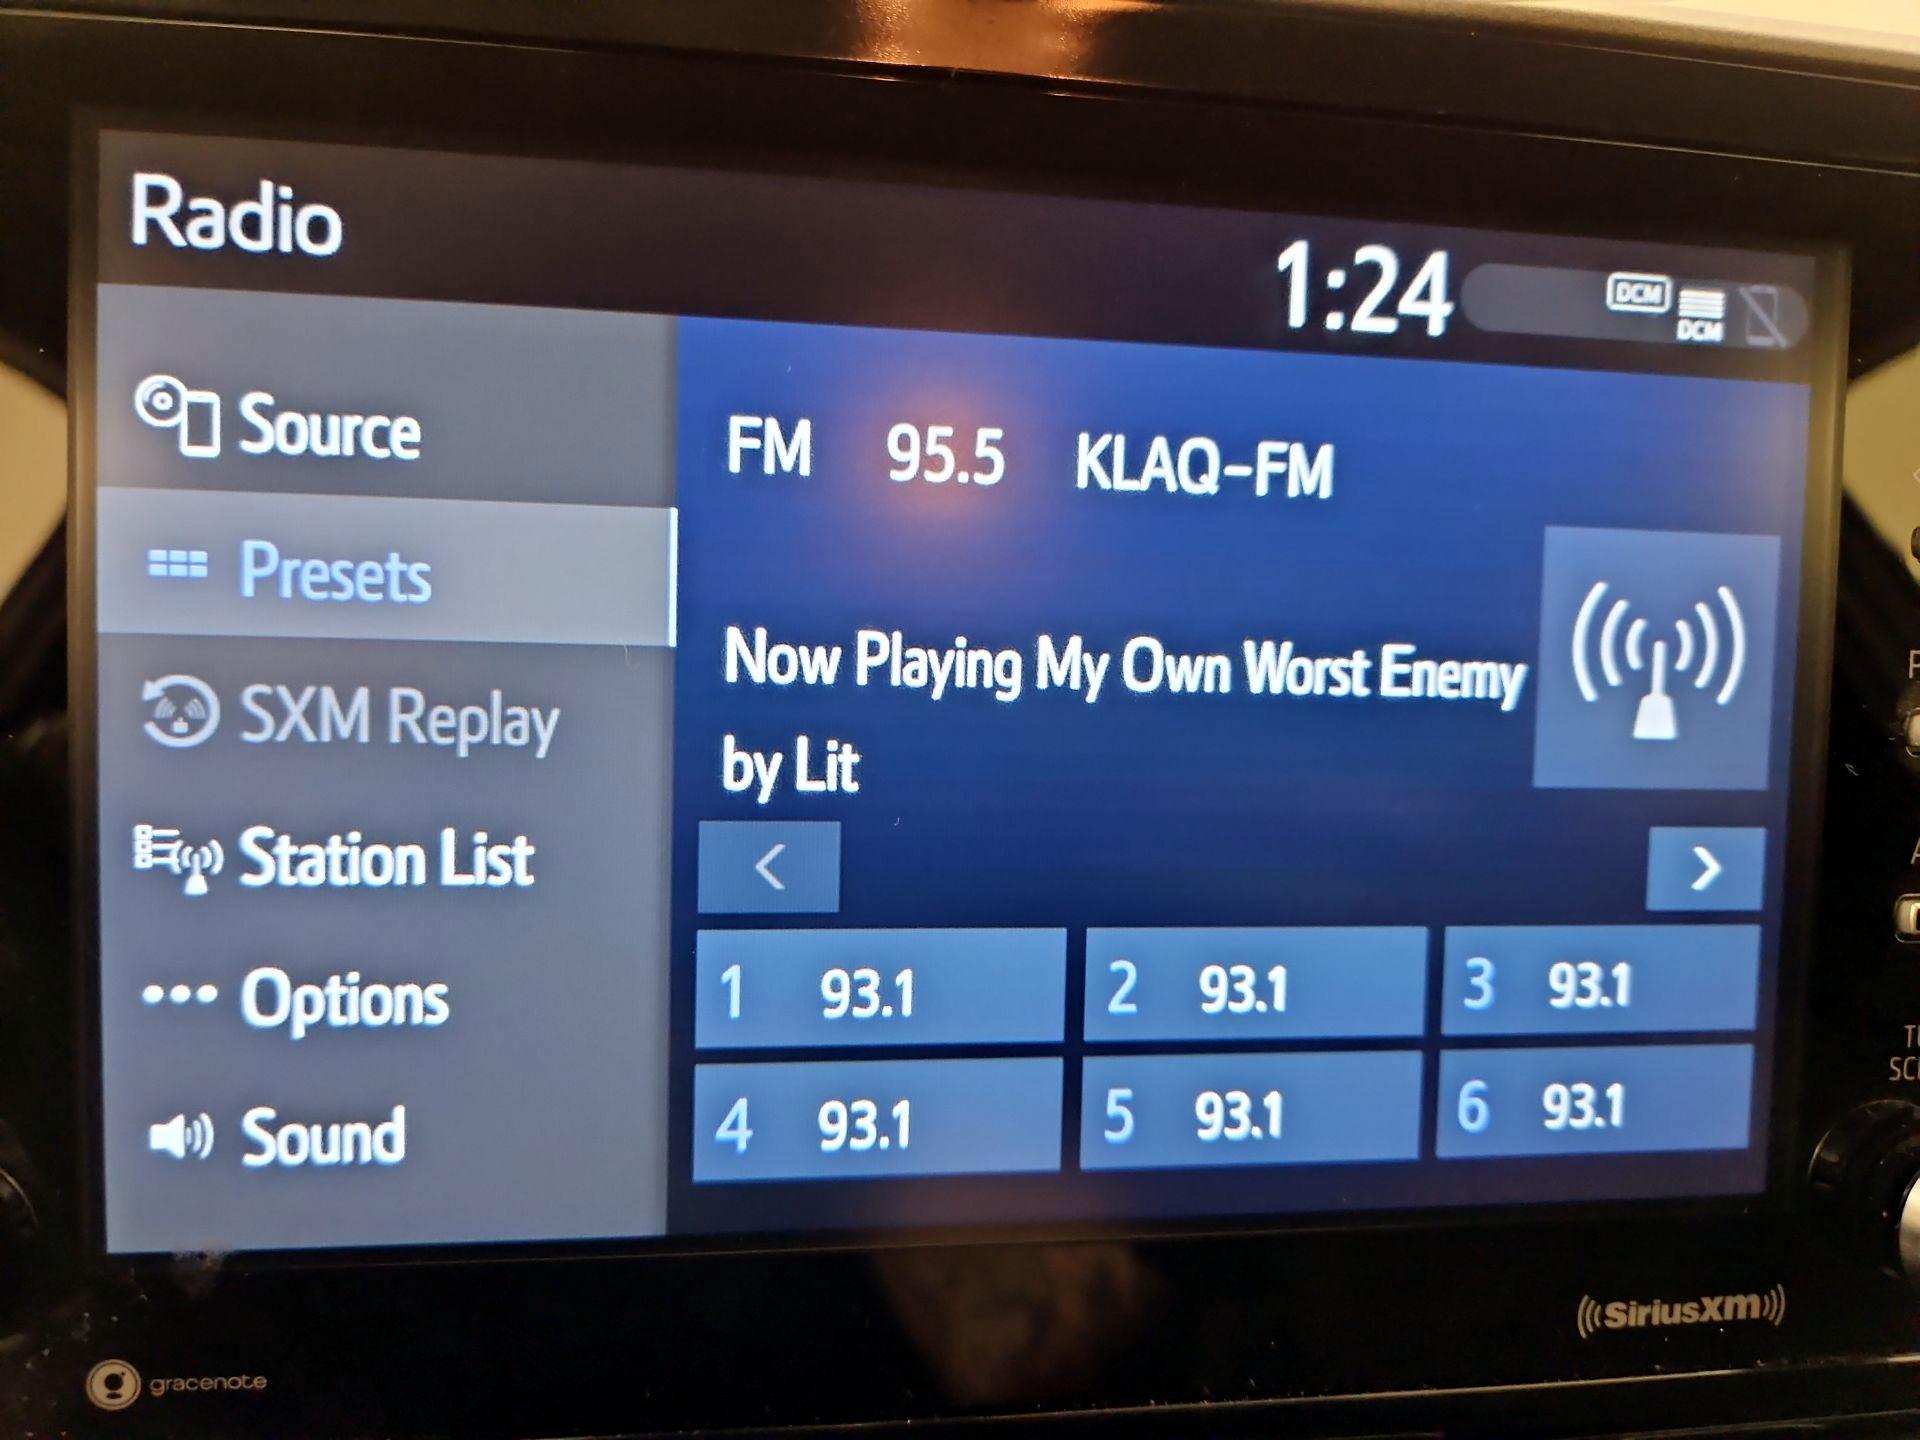 Radio
1:24
DCM
DCM
Source
Presets
SXM Replay
Station List
Options
Sound
FM 95.5 KLAQ-FM
Now Playing My Own Worst Enemy
by Lit
<
>
1 93.1
2 93.1
3 93.1
4 93.1
5 93.1
6 93.1
SiriusXM
gracenote